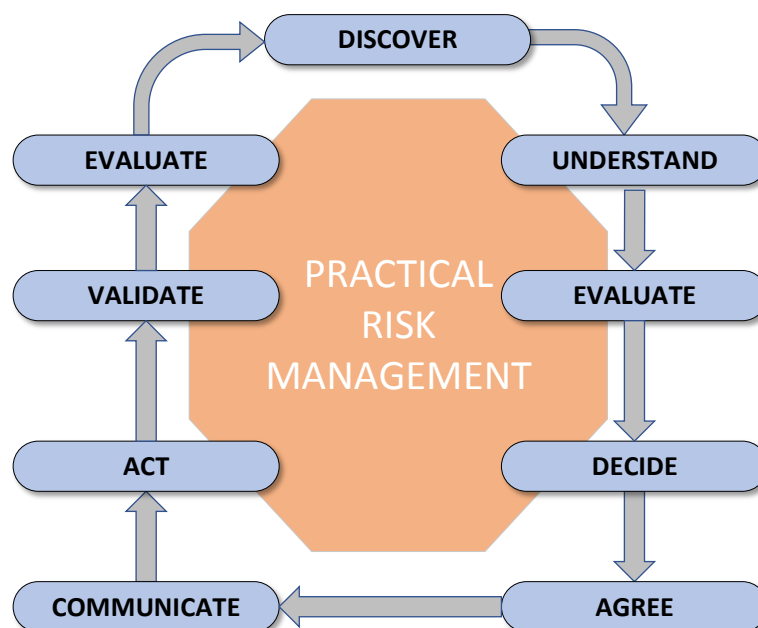 DISCOVER
UNDERSTAND
EVALUATE
DECIDE
AGREE
COMMUNICATE
ACT
VALIDATE
EVALUATE
PRACTICAL
RISK
MANAGEMENT